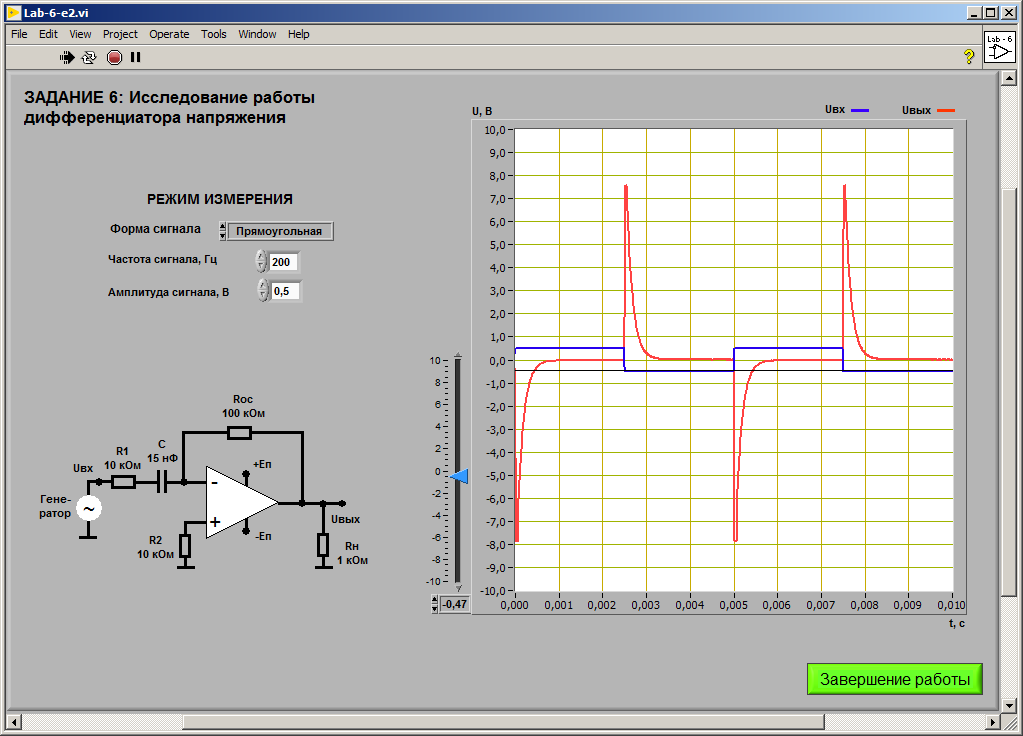 Lab-6-e2.vi
File Edit View Project Operate Tools Window Help
? Lab - 6
ЗАДАНИЕ 6: Исследование работы
дифференциатора напряжения
РЕЖИМ ИЗМЕРЕНИЯ
Форма сигнала Прямоугольная
Частота сигнала, Гц 200
Амплитуда сигнала, В 0,5
U, В Uвх Uвых
10,0
9,0
8,0
7,0
6,0
5,0
4,0
3,0
2,0
1,0
0,0
-1,0
-2,0
-3,0
-4,0
-5,0
-6,0
-7,0
-8,0
-9,0
-10,0
0,000 0,001 0,002 0,003 0,004 0,005 0,006 0,007 0,008 0,009 0,010
t, с
10
8
6
4
2
0
-2
-4
-6
-8
-10
-0,47
Rос
100 кОм
R1
10 кОм
C
15 нФ
Uвх
+Еп
-
Гене-
ратор
~
+
-Еп
Uвых
R2
10 кОм
Rн
1 кОм
Завершение работы